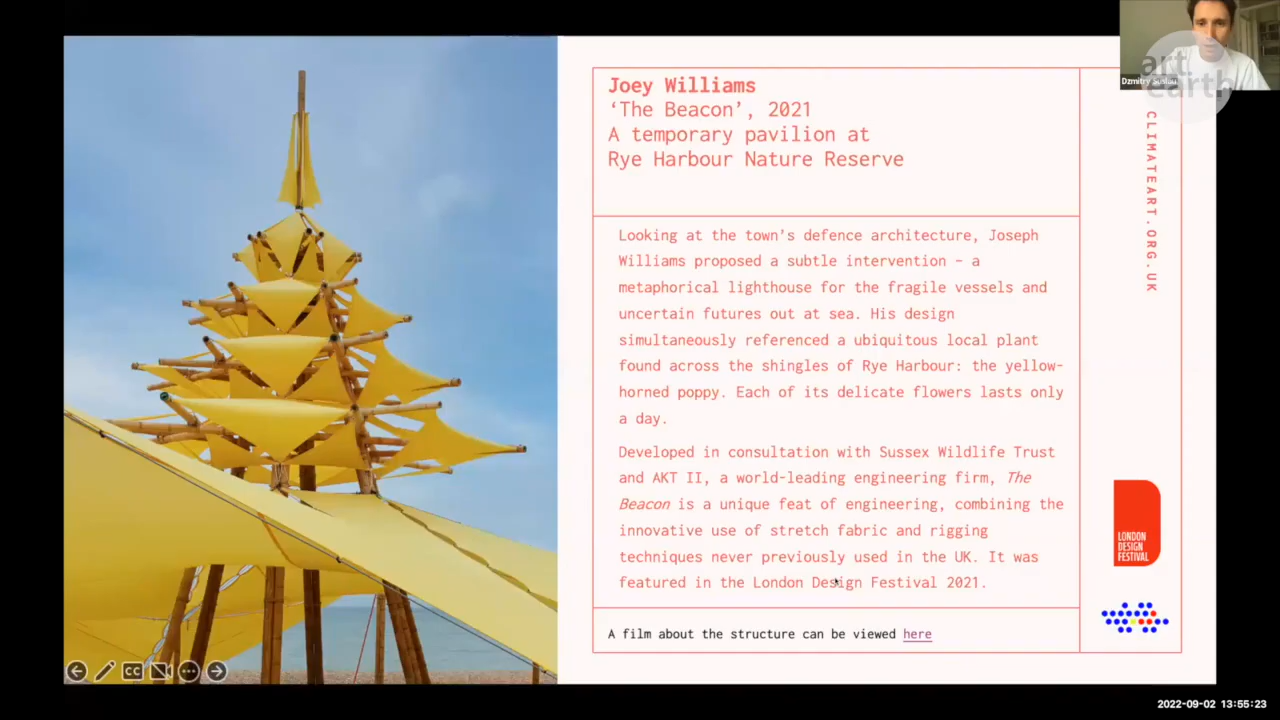 Joey Williams
‘The Beacon’, 2021
A temporary pavilion at
Rye Harbour Nature Reserve
Looking at the town's defence architecture, Joseph
Williams proposed a subtle intervention – a
metaphorical lighthouse for the fragile vessels and
uncertain futures out at sea. His design
simultaneously referenced a ubiquitous local plant
found across the shingles of Rye Harbour: the yellow-
horned poppy. Each of its delicate flowers lasts only
a day.
Developed in consultation with Sussex Wildlife Trust
and AKT II, a world-leading engineering firm, The
Beacon is a unique feat of engineering, combining the
innovative use of stretch fabric and rigging
techniques never previously used in the UK. It was
featured in the London Design Festival 2021.
A film about the structure can be viewed here
CLIMATEART.ORG.UK
LONDON
DESIGN
FESTIVAL
art
earth
Dzmitry
CC
2022-09-02 13:55:23